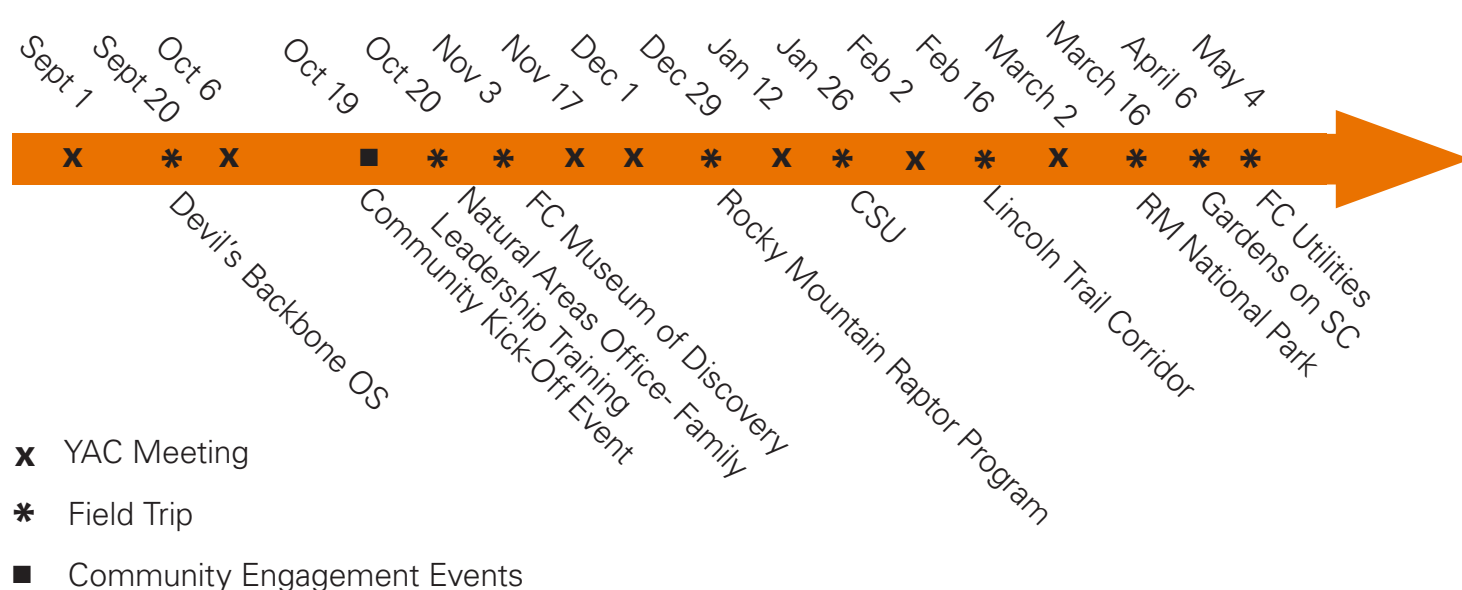 Sept 1
Sept 20
Oct 6
Oct 19
Oct 20
Nov 3
Nov 17
Dec 1
Dec 29
Jan 12
Jan 26
Feb 2
Feb 16
March 2
March 16
April 6
May 4
x * x ■ * * x x * x * x * x * * *
Devil's Backbone OS
Community Kick-Off Event
Leadership Training
Natural Areas Office- Family
FC Museum of Discovery
Rocky Mountain Raptor Program
CSU
Lincoln Trail Corridor
RM National Park
Gardens on SC
FC Utilities
x YAC Meeting
* Field Trip
■ Community Engagement Events